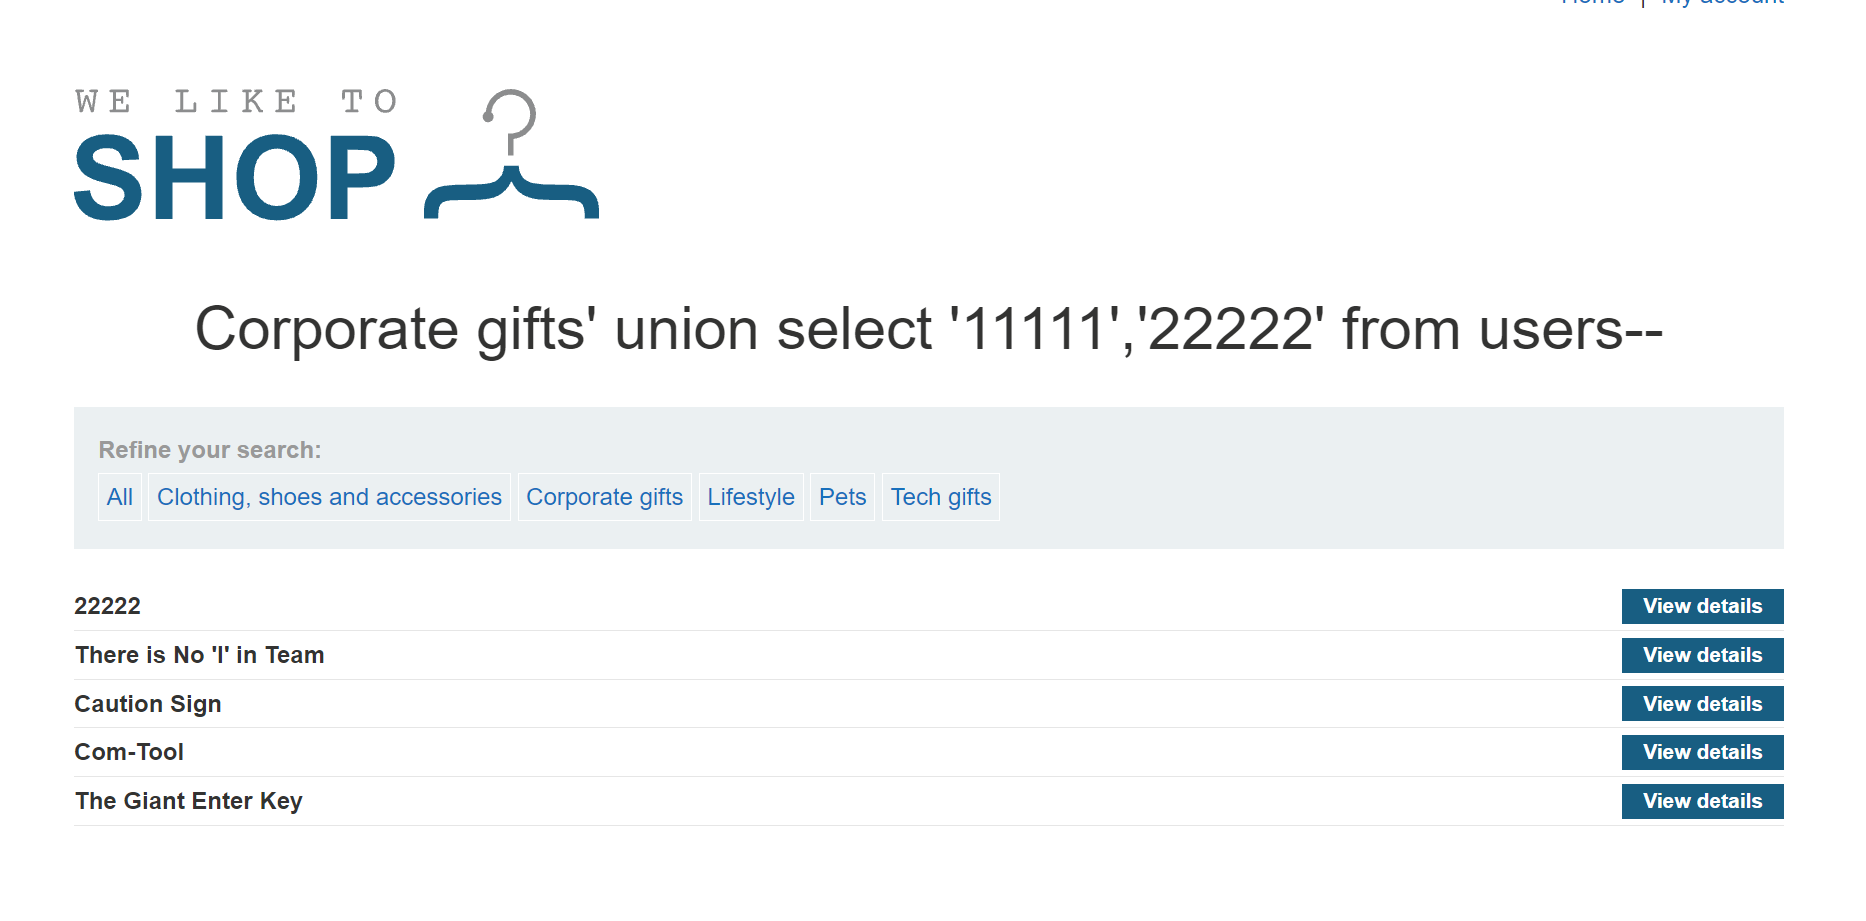 Home | My account
WE LIKE TO
SHOP
Corporate gifts' union select '11111','22222' from users--
Refine your search:
All Clothing, shoes and accessories Corporate gifts Lifestyle Pets Tech gifts
22222 View details
There is No 'I' in Team View details
Caution Sign View details
Com-Tool View details
The Giant Enter Key View details